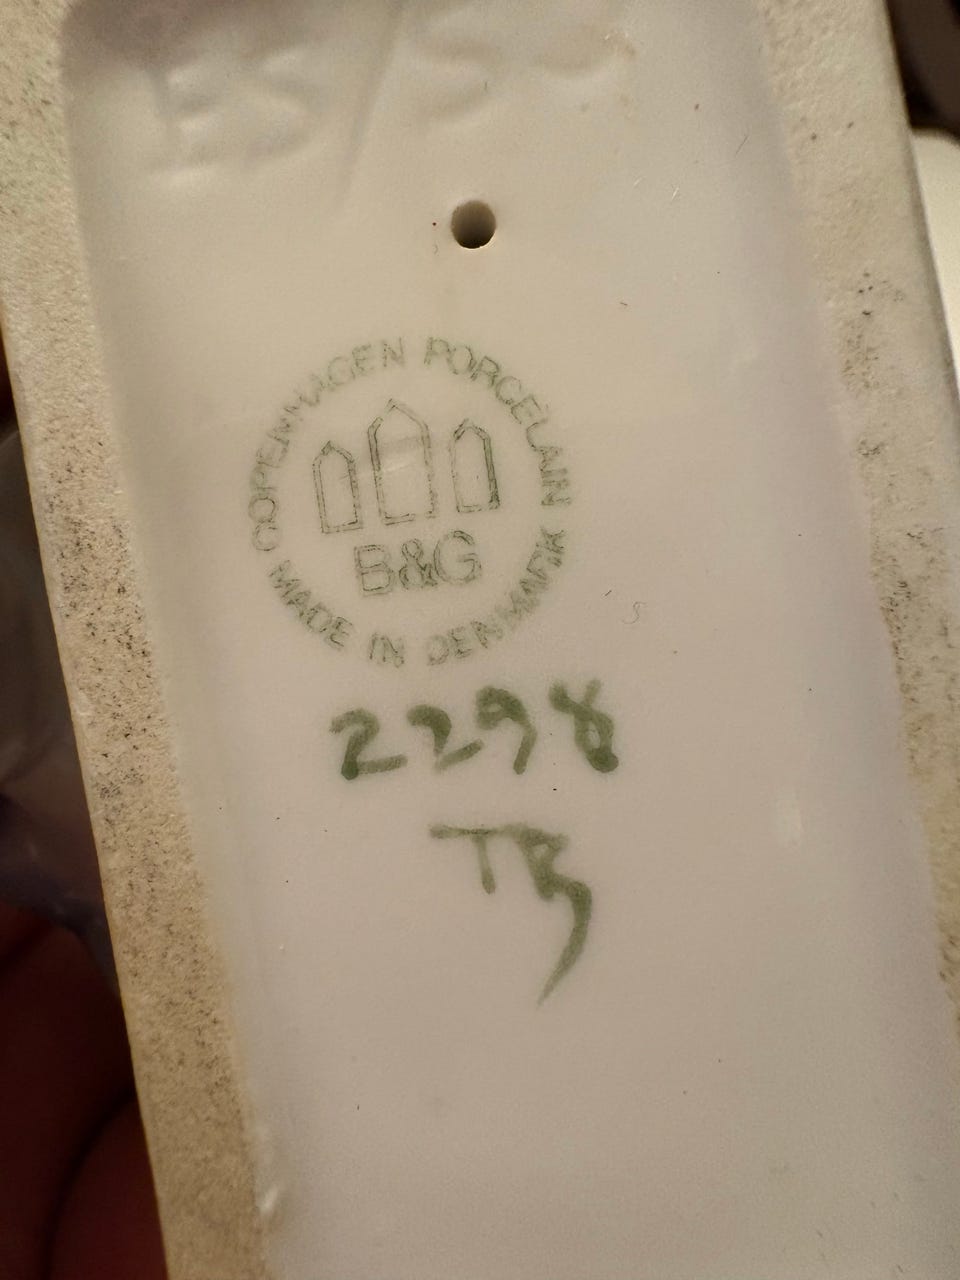 COPENHAGEN PORCELAIN
B&G
MADE IN DENMARK
2298
TB